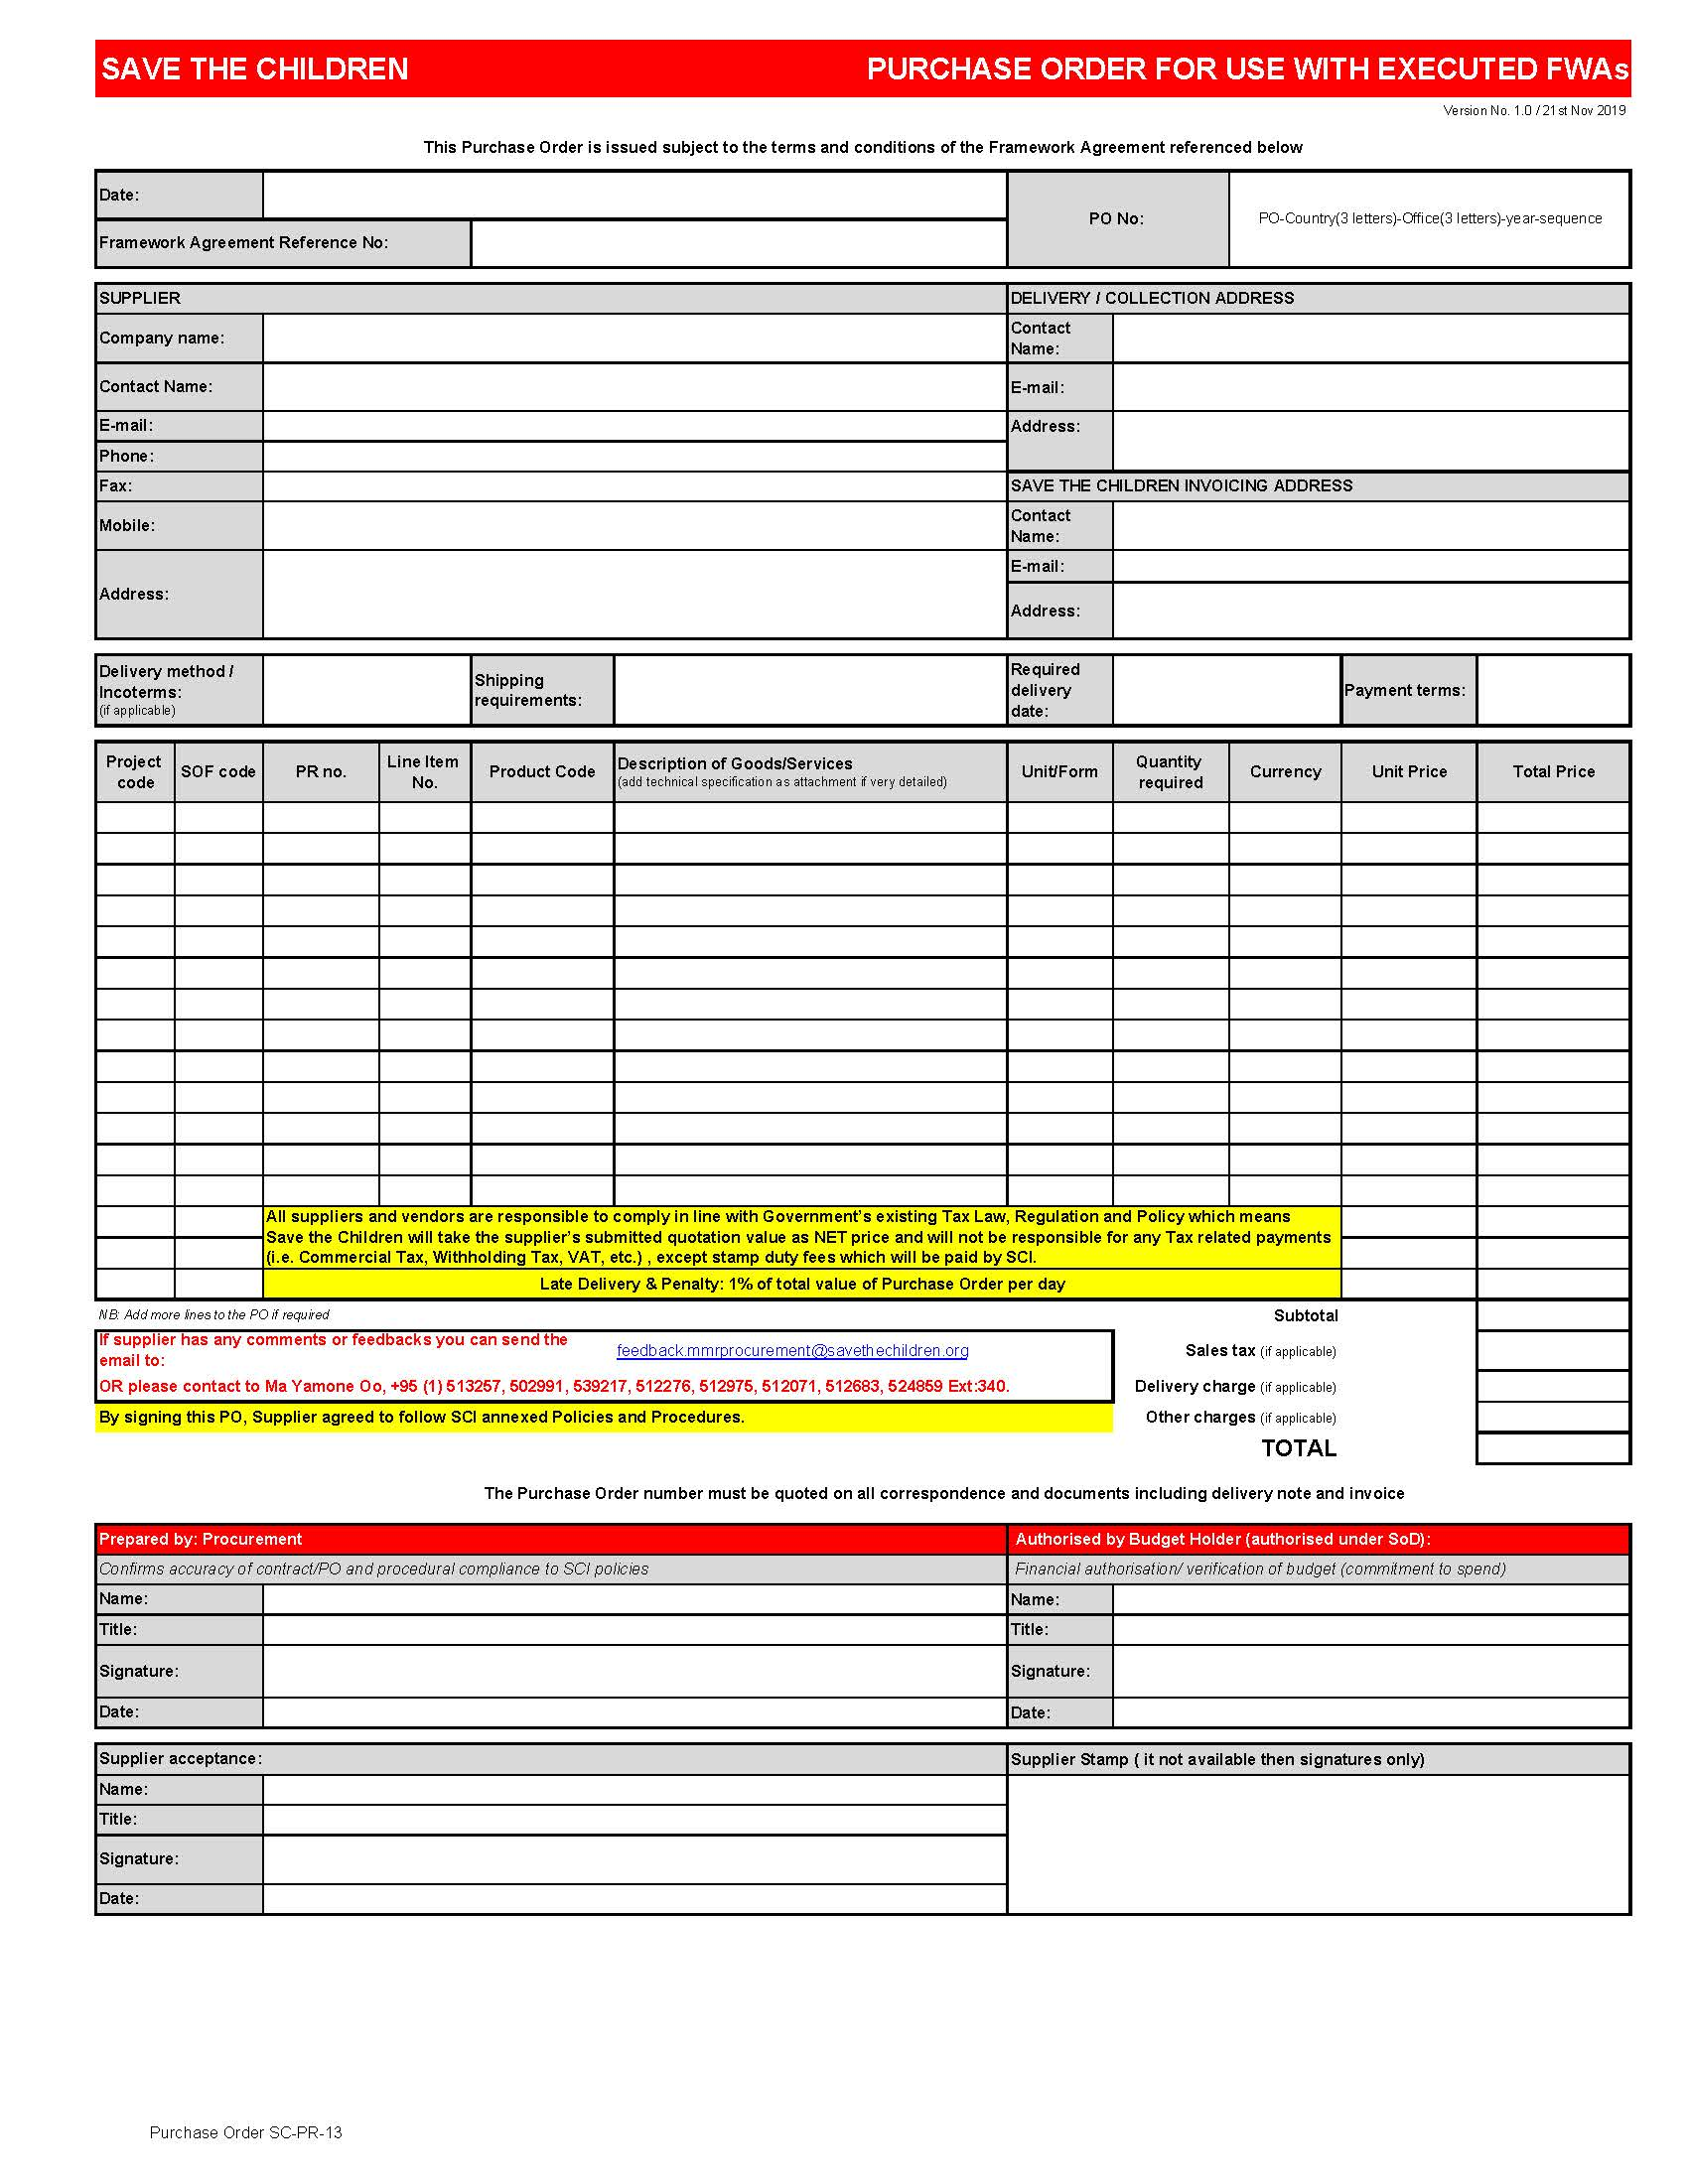 SAVE THE CHILDREN
PURCHASE ORDER FOR USE WITH EXECUTED FWAs
Version No. 1.0 / 21st Nov 2019
This Purchase Order is issued subject to the terms and conditions of the Framework Agreement referenced below
Date:
PO No:
PO-Country(3 letters)-Office(3 letters)-year-sequence
Framework Agreement Reference No:
SUPPLIER
DELIVERY / COLLECTION ADDRESS
Company name:
Contact
Name:
Contact Name:
E-mail:
E-mail:
Address:
Phone:
Fax:
SAVE THE CHILDREN INVOICING ADDRESS
Mobile:
Contact
Name:
E-mail:
Address:
Address:
Delivery method /
Incoterms:
(if applicable)
Shipping
requirements:
Required
delivery
date:
Payment terms:
Project
code
SOF code
PR no.
Line Item
No.
Product Code
Description of Goods/Services
(add technical specification as attachment if very detailed)
Unit/Form
Quantity
required
Currency
Unit Price
Total Price
All suppliers and vendors are responsible to comply in line with Government's existing Tax Law, Regulation and Policy which means
Save the Children will take the supplier's submitted quotation value as NET price and will not be responsible for any Tax related payments
(i.e. Commercial Tax, Withholding Tax, VAT, etc.) , except stamp duty fees which will be paid by SCI.
Late Delivery & Penalty: 1% of total value of Purchase Order per day
NB: Add more lines to the PO if required
Subtotal
If supplier has any comments or feedbacks you can send the
email to:
feedback.mmrprocurement@savethechildren.org
Sales tax (if applicable)
OR please contact to Ma Yamone Oo, +95 (1) 513257, 502991, 539217, 512276, 512975, 512071, 512683, 524859 Ext:340.
Delivery charge (if applicable)
By signing this PO, Supplier agreed to follow SCI annexed Policies and Procedures.
Other charges (if applicable)
TOTAL
The Purchase Order number must be quoted on all correspondence and documents including delivery note and invoice
Prepared by: Procurement
Authorised by Budget Holder (authorised under SoD):
Confirms accuracy of contract/PO and procedural compliance to SCI policies
Financial authorisation/ verification of budget (commitment to spend)
Name:
Name:
Title:
Title:
Signature:
Signature:
Date:
Date:
Supplier acceptance:
Supplier Stamp ( it not available then signatures only)
Name:
Title:
Signature:
Date:
Purchase Order SC-PR-13